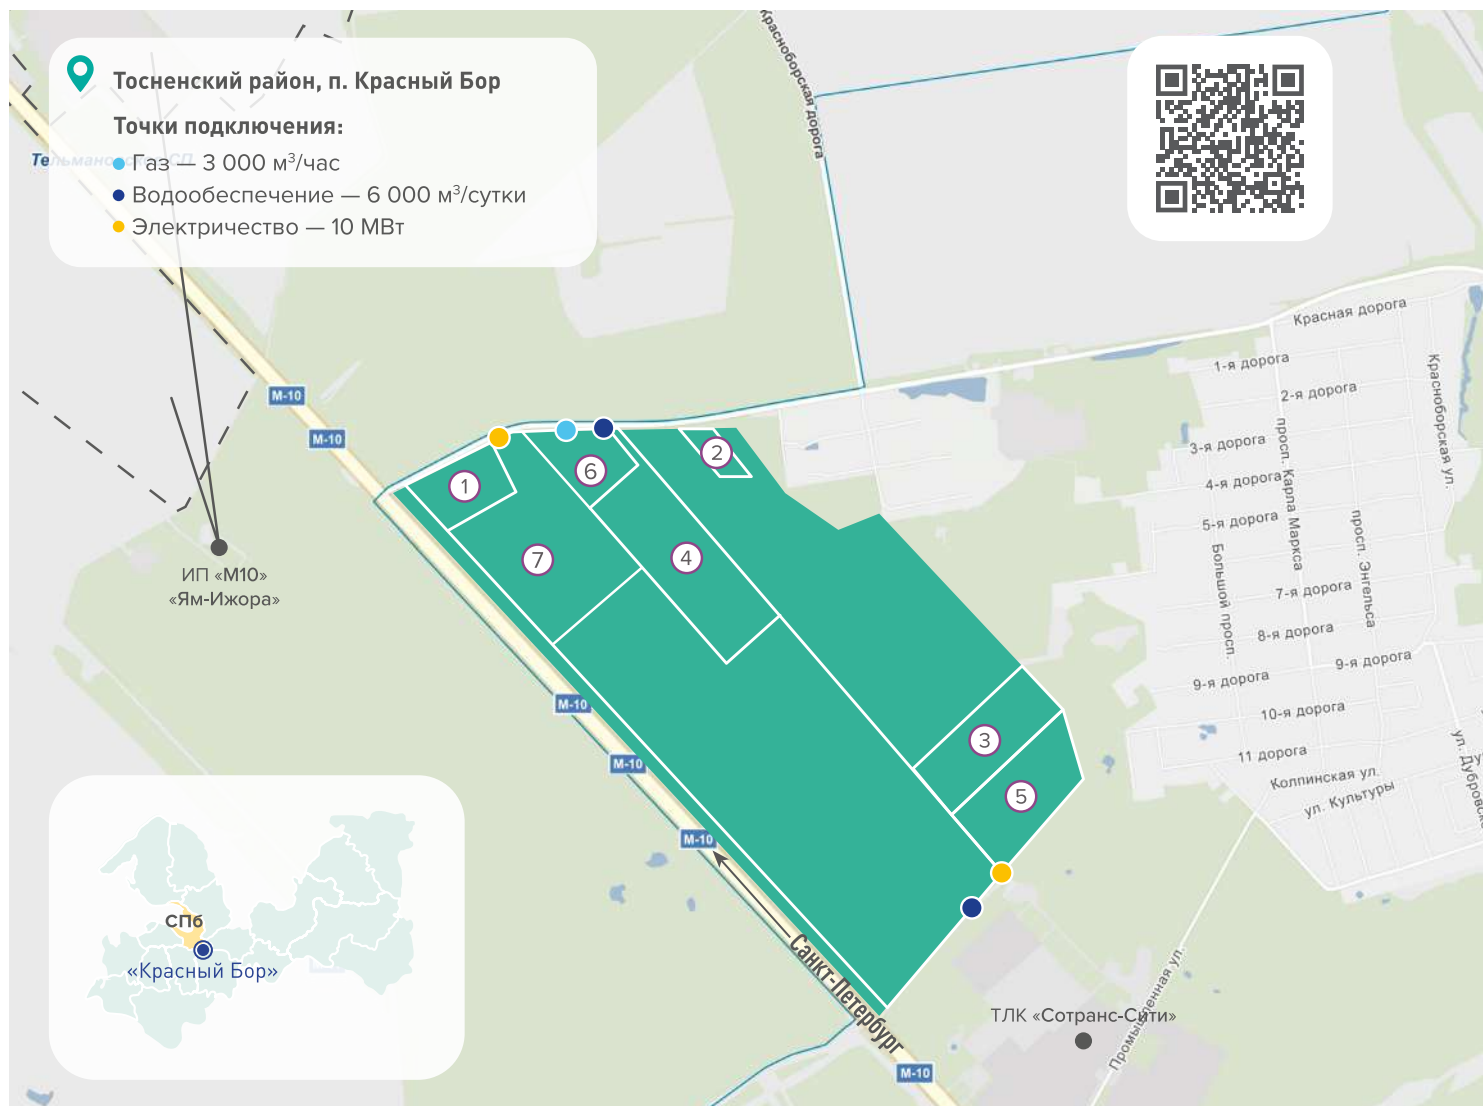 Тосненский район, п. Красный Бор
Точки подключения:
Газ — 3 000 м³/час
Водообеспечение — 6 000 м³/сутки
Электричество — 10 МВт
Красноборская дорога
Красная дорога
1-я дорога
2-я дорога
3-я дорога
4-я дорога
5-я дорога
7-я дорога
8-я дорога
9-я дорога
9-я дорога
10-я дорога
11 дорога
Колпинская ул.
ул. Культуры
Красноборская ул.
просп. Карла Маркса
просп. Энгельса
Большой просп.
М-10
М-10
1
6
2
7
4
3
5
ИП «М10»
«Ям-Ижора»
М-10
М-10
М-10
Санкт-Петербург
М-10
ТЛК «Сотранс-Сити»
Промышленная ул.
СПб
«Красный Бор»